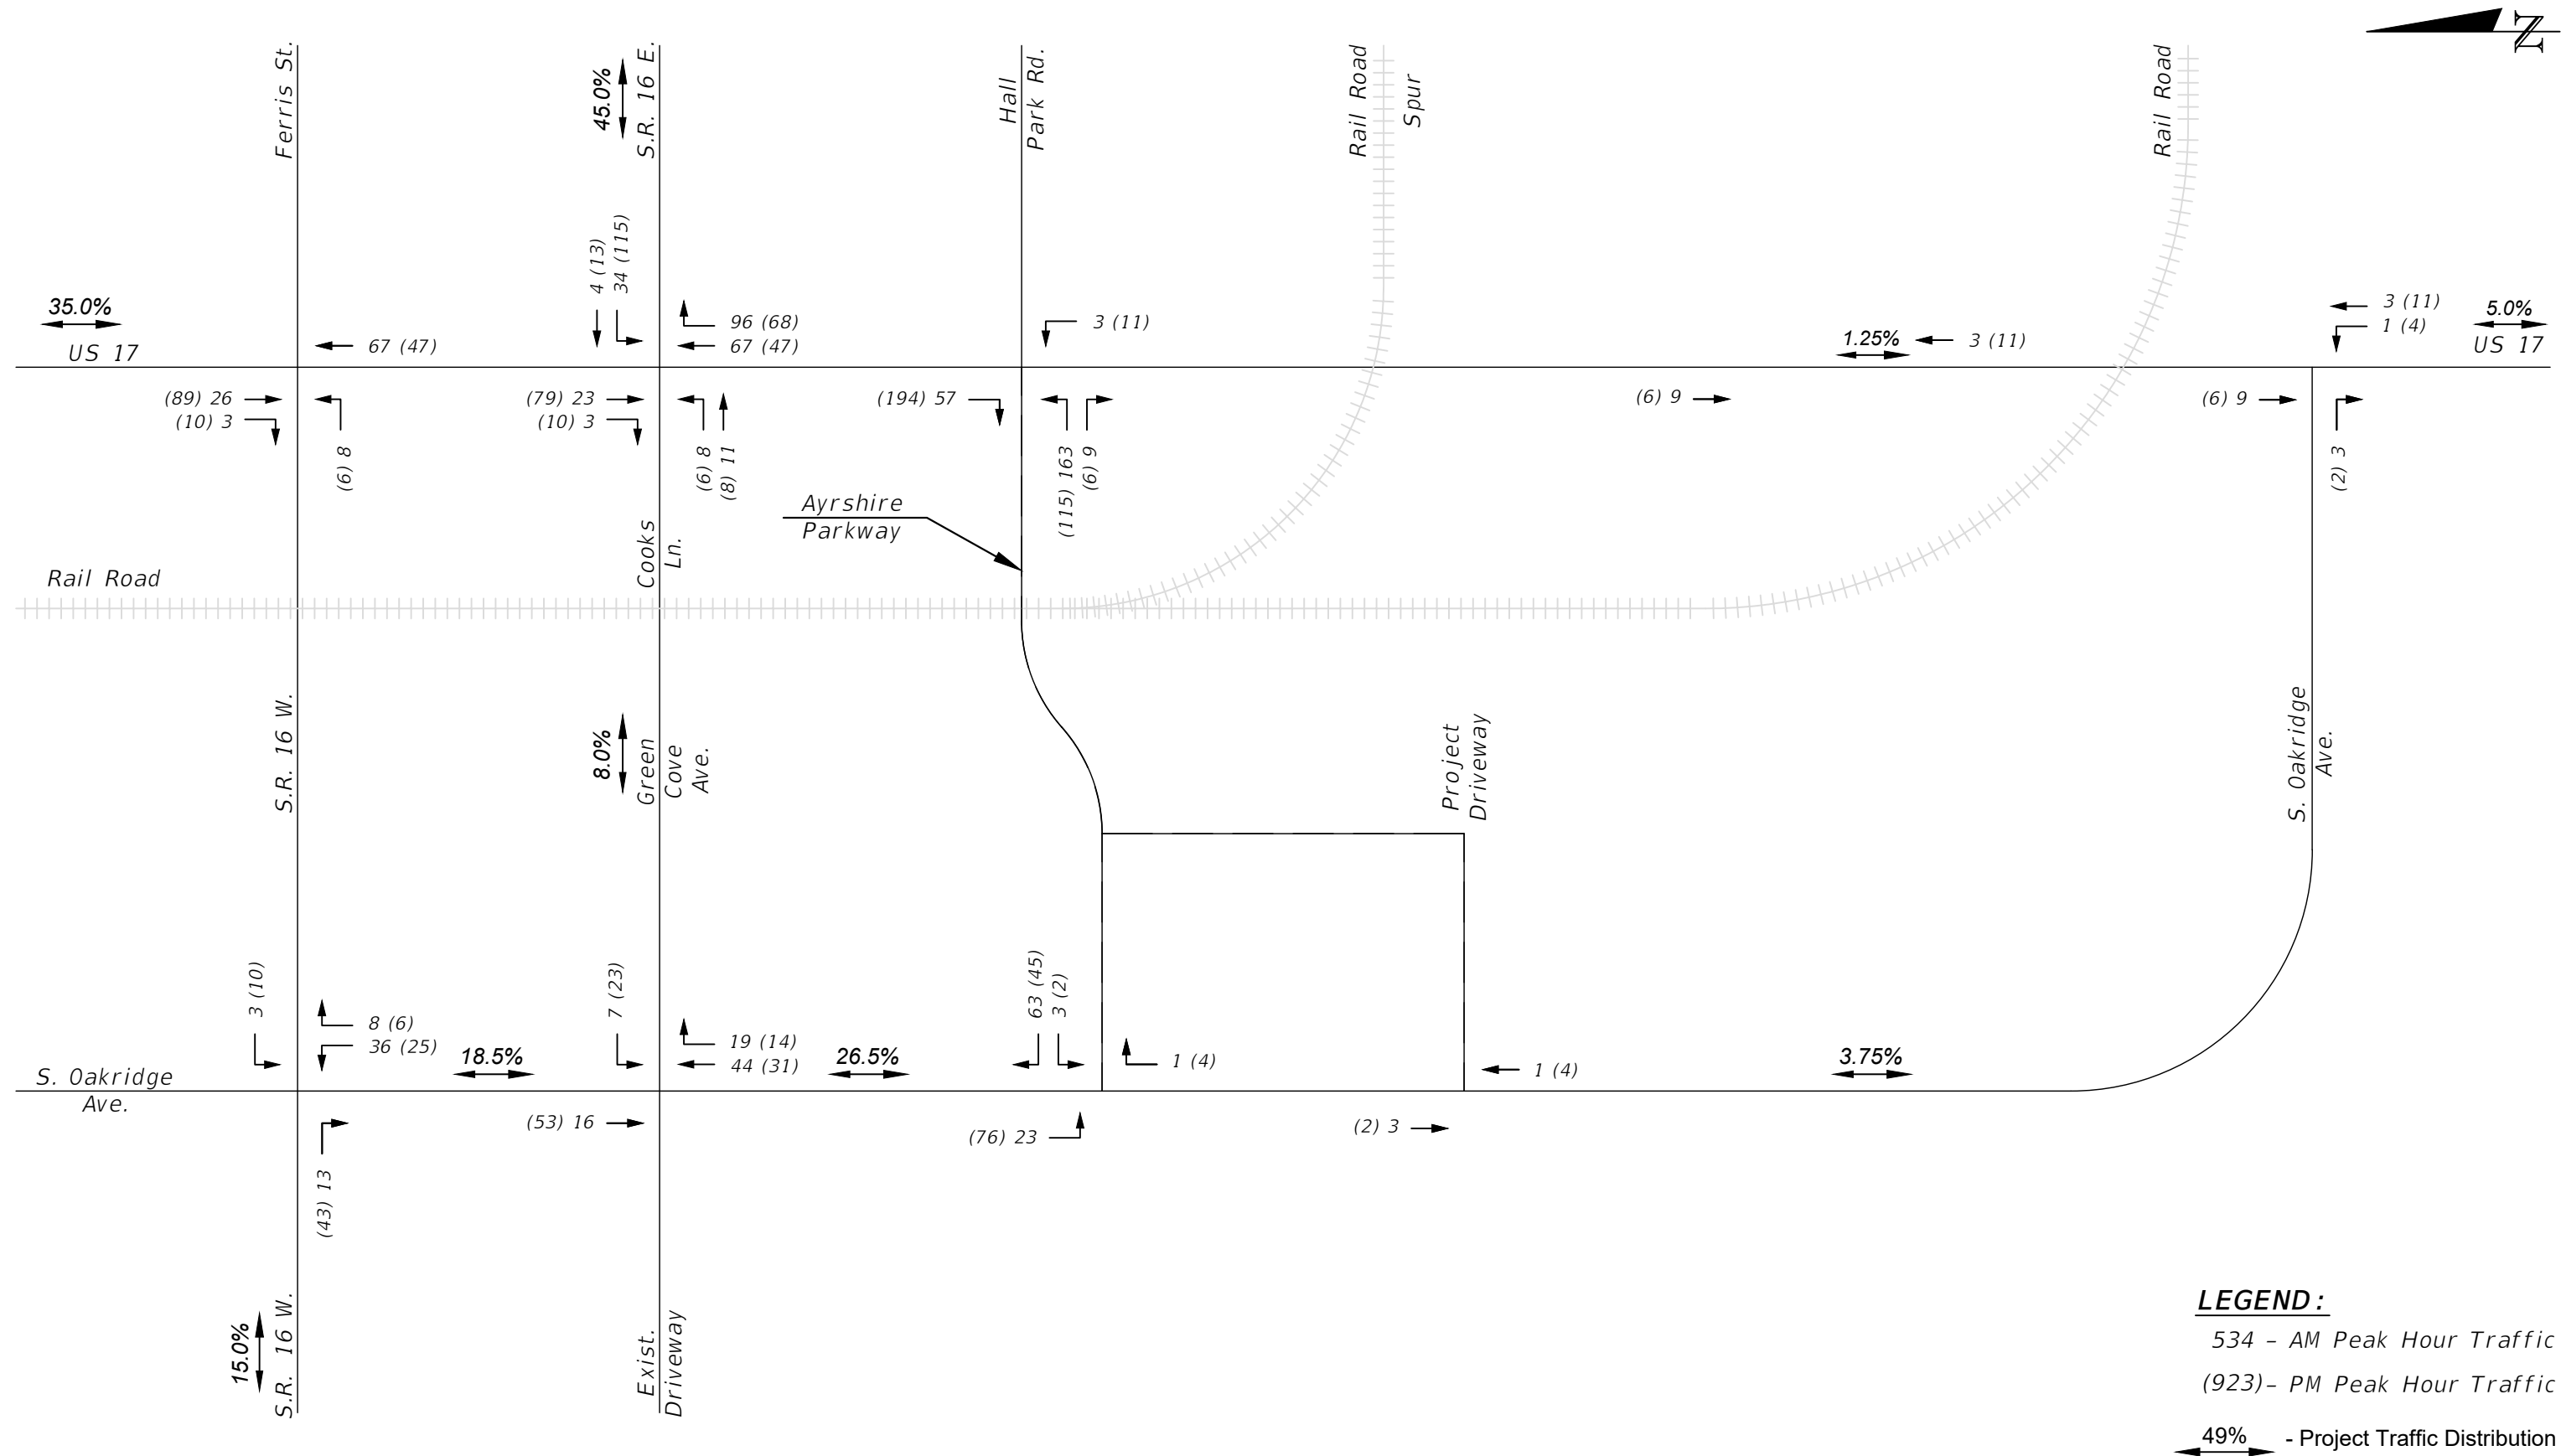 N
Ferris St.
45.0%
S.R. 16 E.
Hall
Park Rd.
Rail Road
Spur
Rail Road
4 (13)
34 (115)
35.0%
US 17
67 (47)
96 (68)
67 (47)
3 (11)
1.25%
3 (11)
3 (11)
1 (4)
5.0%
US 17
(89) 26
(10) 3
(6) 8
(79) 23
(10) 3
(6) 8
(8) 11
(194) 57
(115) 163
(6) 9
(6) 9
(6) 9
(2) 3
Ayrshire
Parkway
Cooks
Ln.
Rail Road
S.R. 16 W.
8.0%
Green
Cove
Ave.
Project
Driveway
S. Oakridge
Ave.
3 (10)
8 (6)
36 (25)
18.5%
7 (23)
19 (14)
44 (31)
26.5%
63 (45)
3 (2)
1 (4)
1 (4)
3.75%
S. Oakridge
Ave.
(43) 13
(53) 16
(76) 23
(2) 3
15.0%
S.R. 16 W.
Exist.
Driveway
LEGEND:
534 – AM Peak Hour Traffic
(923)– PM Peak Hour Traffic
49% - Project Traffic Distribution